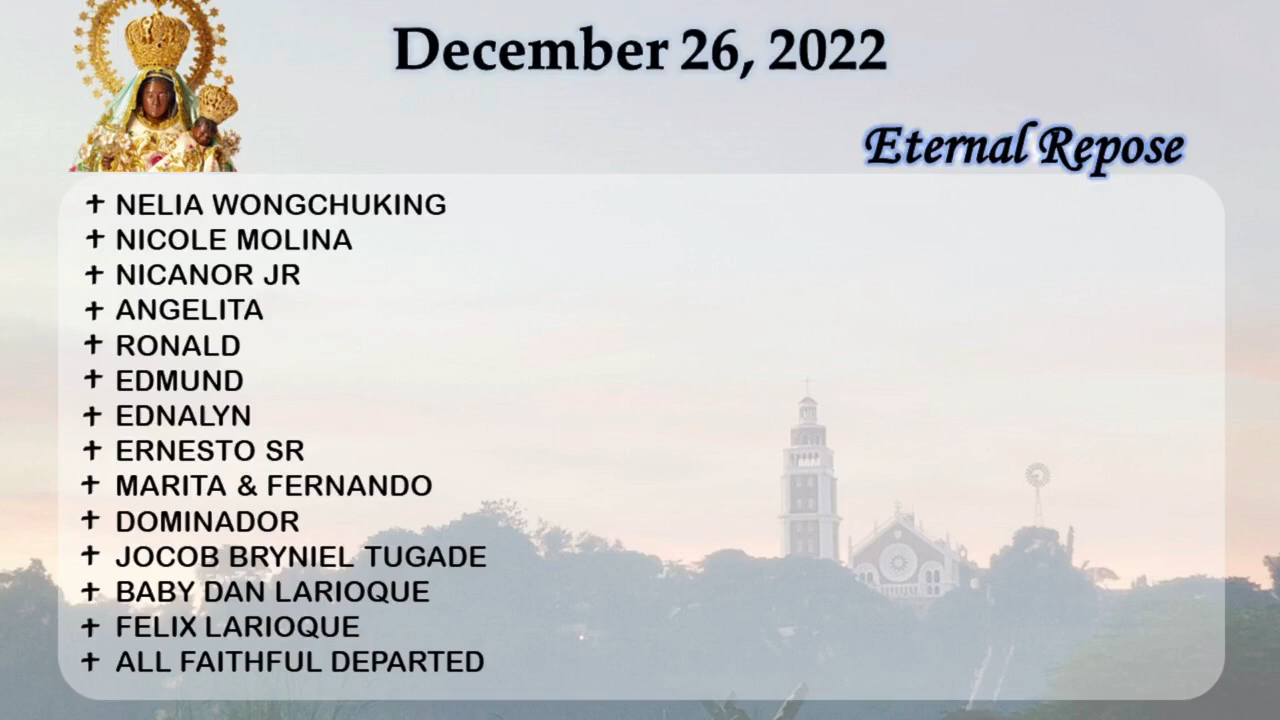 December 26, 2022
Eternal Repose
✝ NELIA WONGCHUKING
✝ NICOLE MOLINA
✝ NICANOR JR
✝ ANGELITA
✝ RONALD
✝ EDMUND
✝ EDNALYN
✝ ERNESTO SR
✝ MARITA & FERNANDO
✝ DOMINADOR
✝ JOCOB BRYNIEL TUGADE
✝ BABY DAN LARIOQUE
✝ FELIX LARIOQUE
✝ ALL FAITHFUL DEPARTED